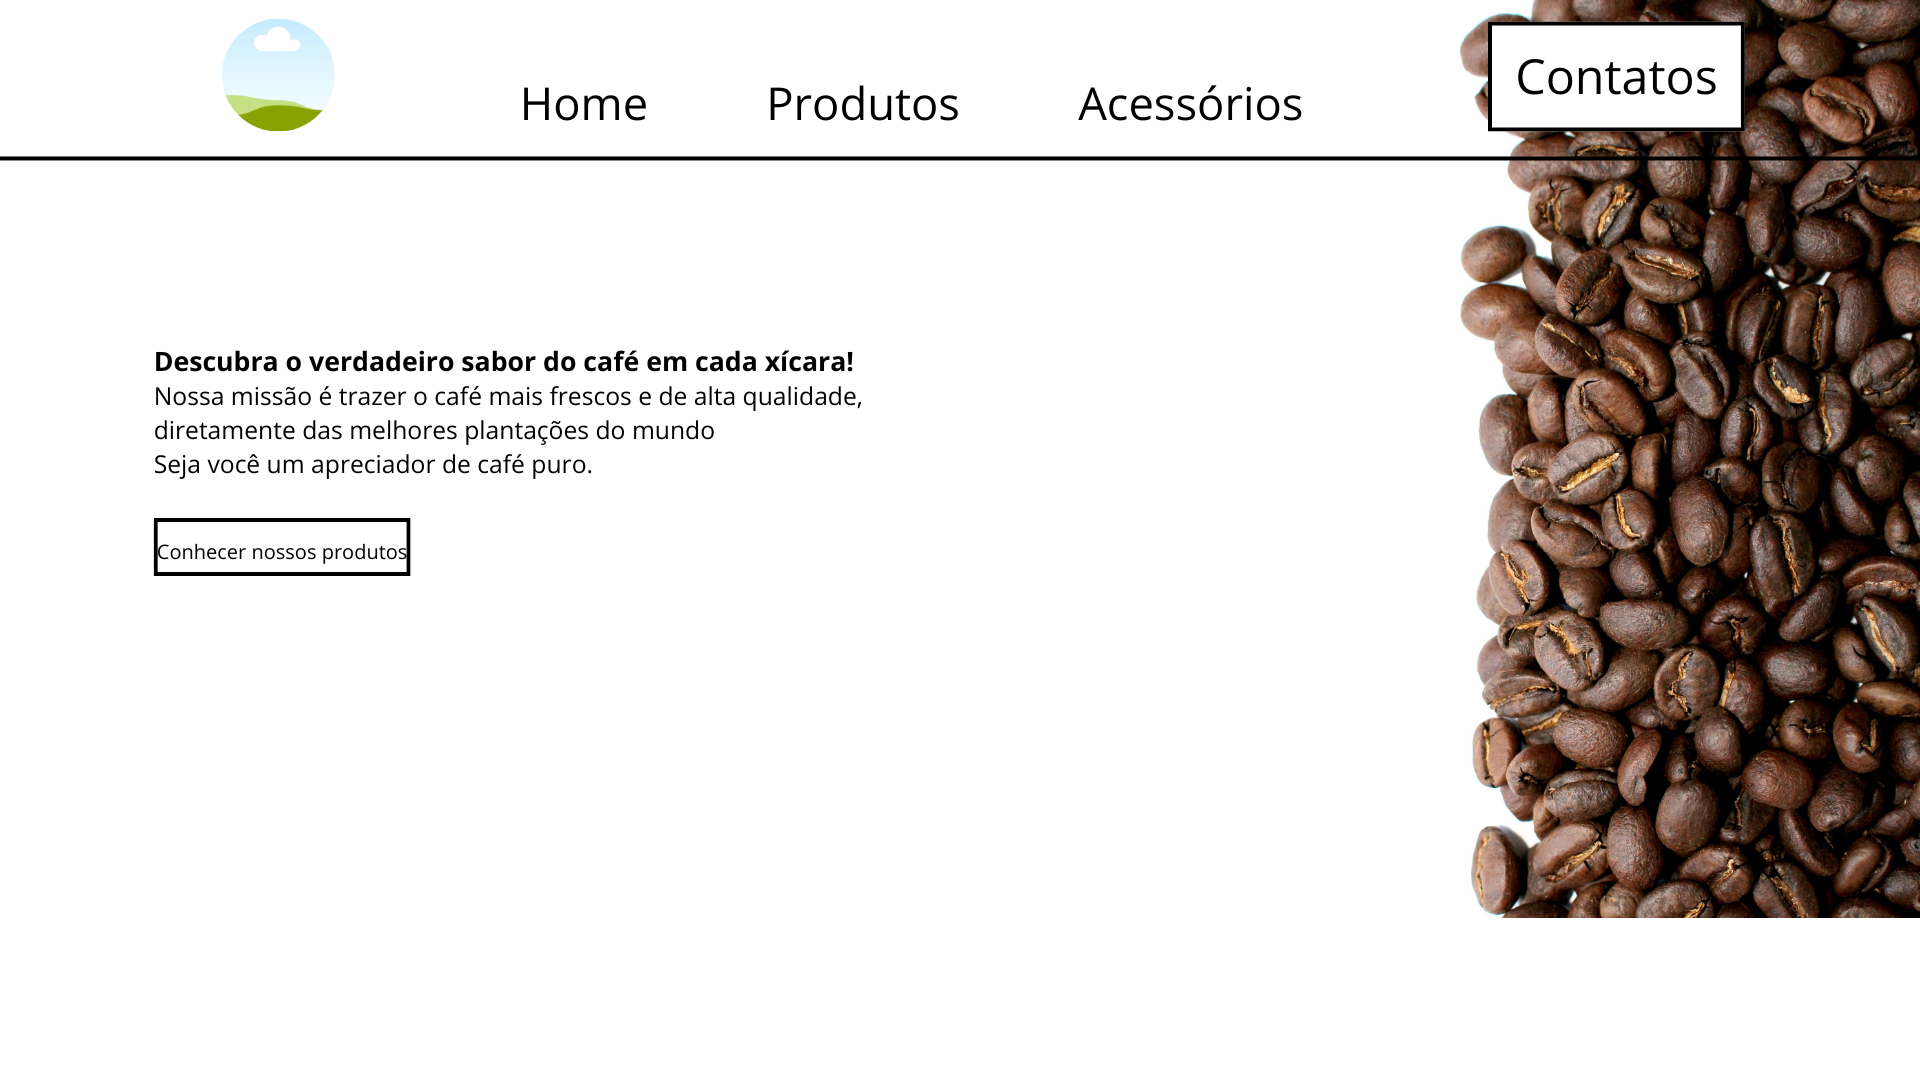 Home
Produtos
Acessórios
Contatos
Descubra o verdadeiro sabor do café em cada xícara!
Nossa missão é trazer o café mais frescos e de alta qualidade,
diretamente das melhores plantações do mundo
Seja você um apreciador de café puro.
Conhecer nossos produtos